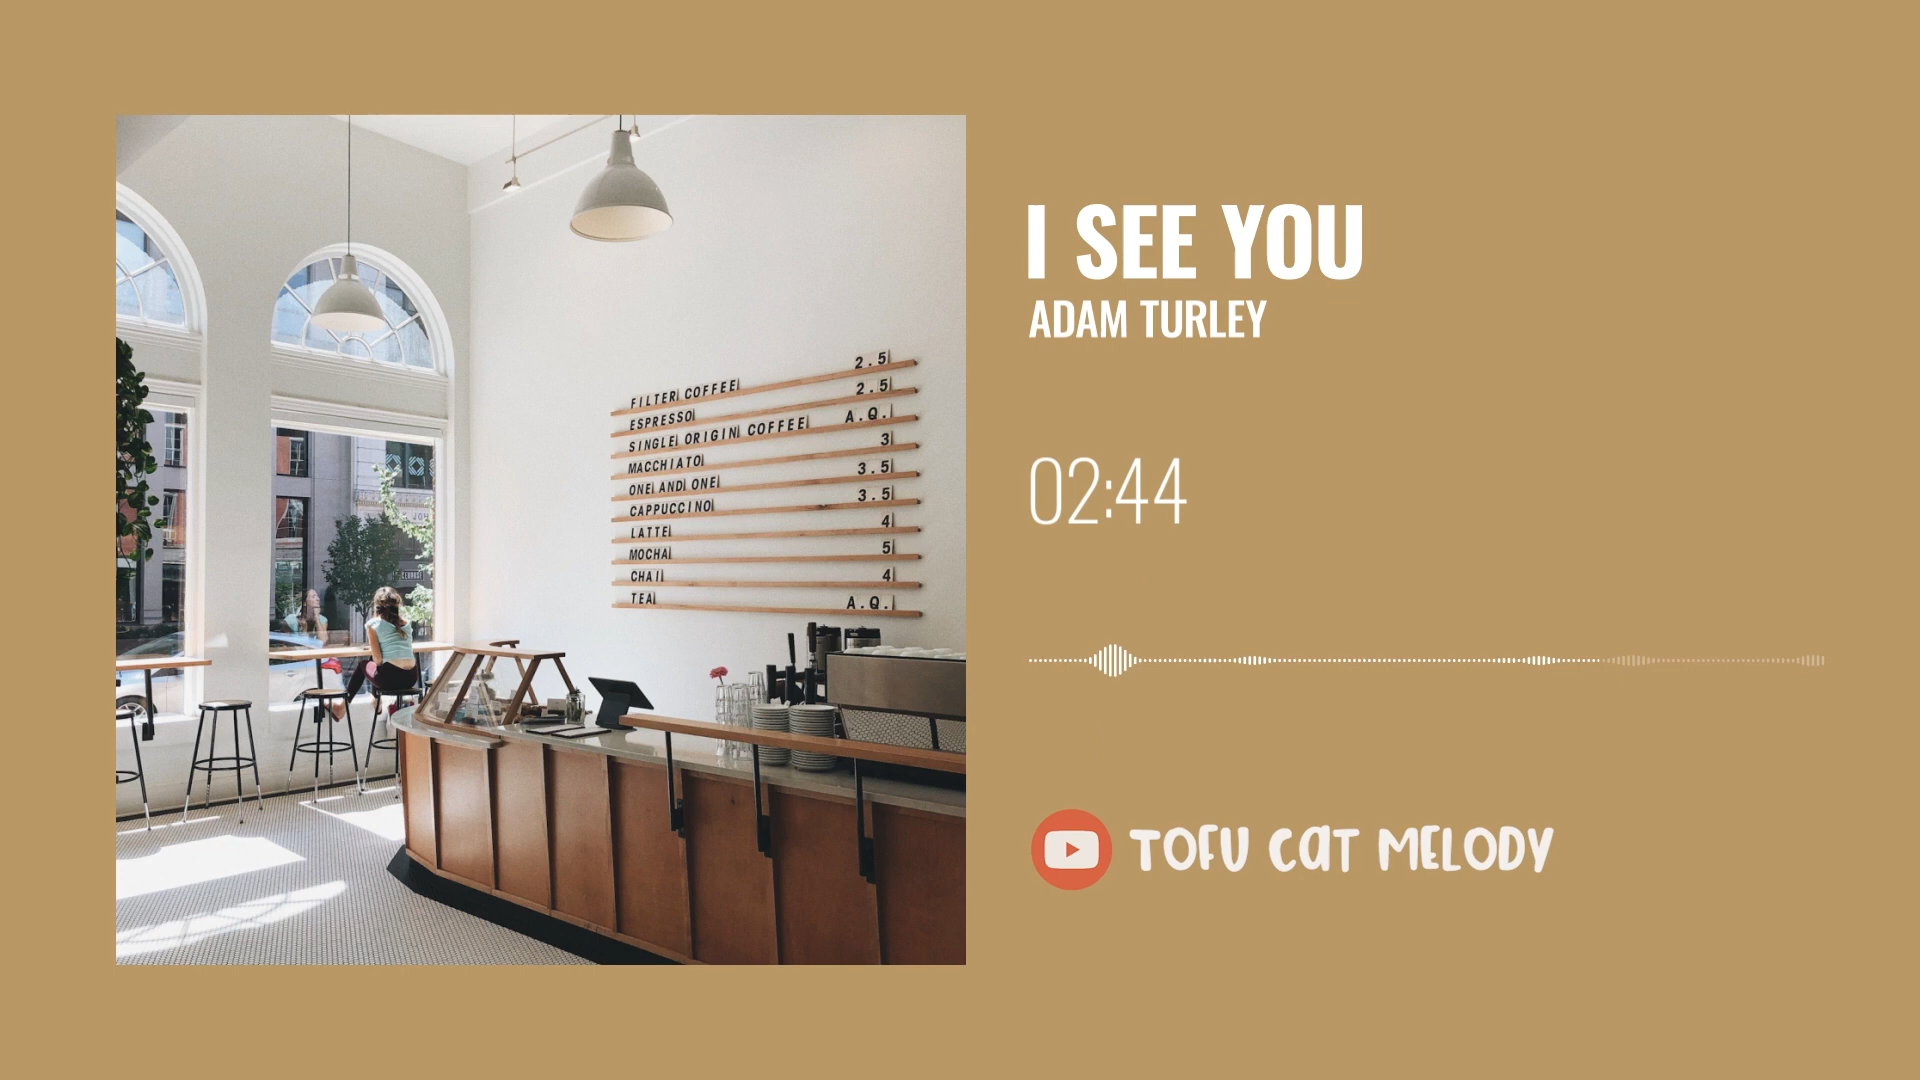 I SEE YOU
ADAM TURLEY
02:44
TOFU CaT MELODY
FILTER COFFEE 2.5
ESPRESSO 2.5
SINGLE ORIGIN COFFEE A.Q.
MACCHIATO 3
ONE AND ONE 3.5
CAPPUCCINO 3.5
LATTE 4
MOCHA 5
CHAI 4
TEA A.Q.